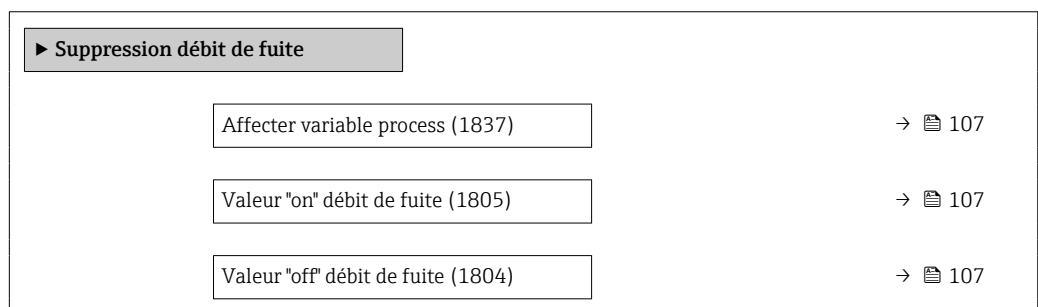 ▶ Suppression débit de fuite
Affecter variable process (1837) → 107
Valeur "on" débit de fuite (1805) → 107
Valeur "off" débit de fuite (1804) → 107